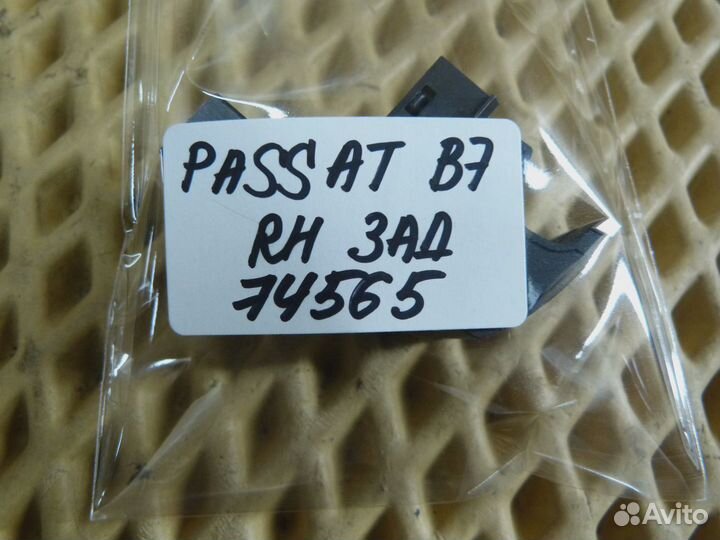 PASSAT B7
RH ЗАД
74565
Avito